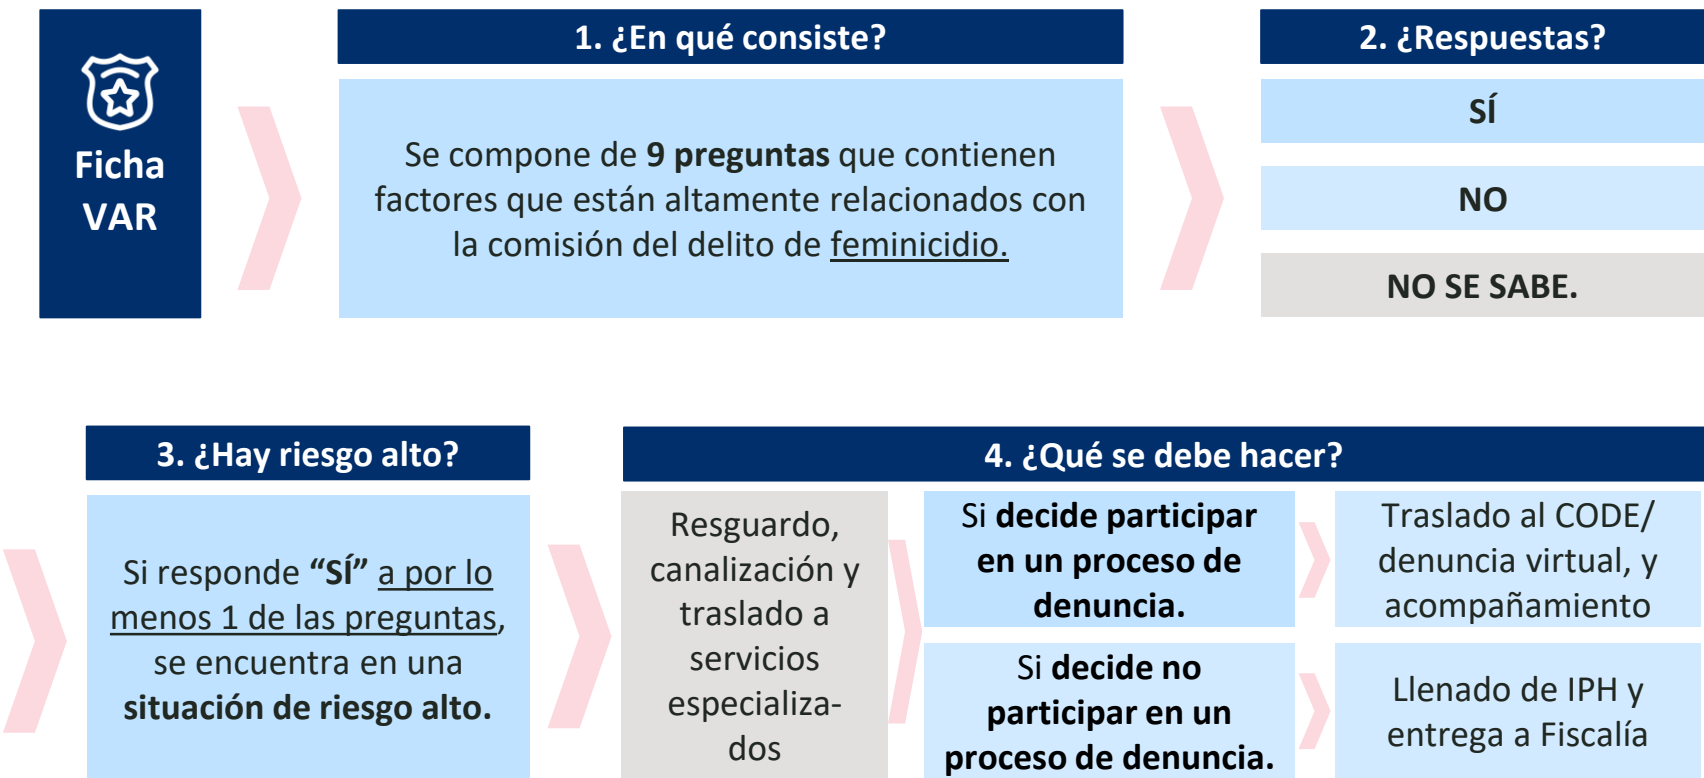 Ficha
VAR
1. ¿En qué consiste?
Se compone de 9 preguntas que contienen
factores que están altamente relacionados con
la comisión del delito de feminicidio.
2. ¿Respuestas?
SÍ
NO
NO SE SABE.
3. ¿Hay riesgo alto?
Si responde “SÍ” a por lo
menos 1 de las preguntas,
se encuentra en una
situación de riesgo alto.
4. ¿Qué se debe hacer?
Resguardo,
canalización y
traslado a
servicios
especializa-
dos
Si decide participar
en un proceso de
denuncia.
Traslado al CODE/
denuncia virtual, y
acompañamiento
Si decide no
participar en un
proceso de denuncia.
Llenado de IPH y
entrega a Fiscalía